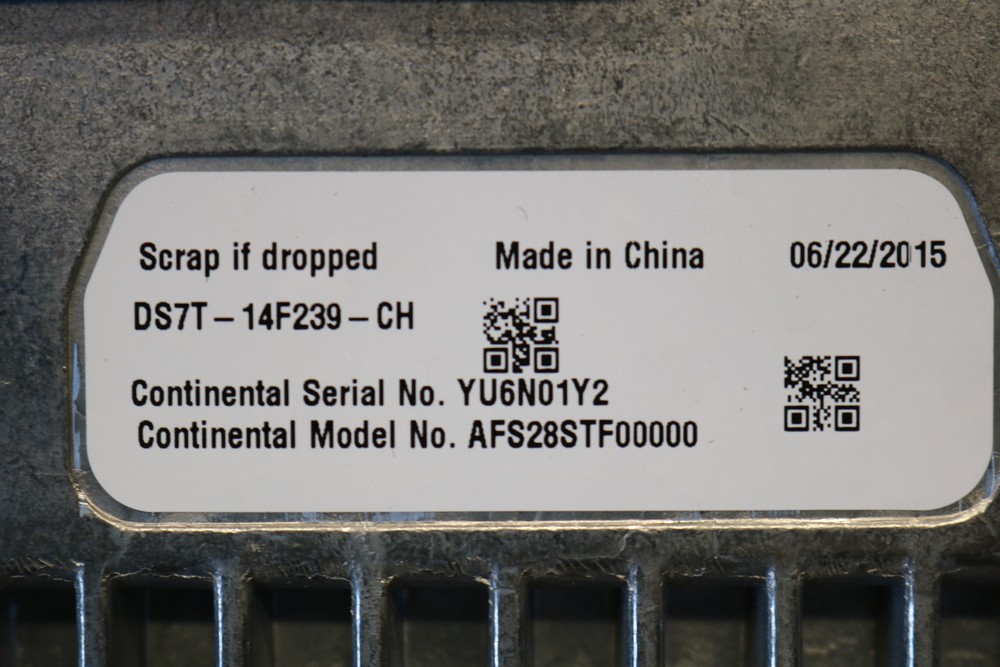 Scrap if dropped Made in China 06/22/2015
DS7T – 14F239 – CH
Continental Serial No. YU6N01Y2
Continental Model No. AFS28STF00000